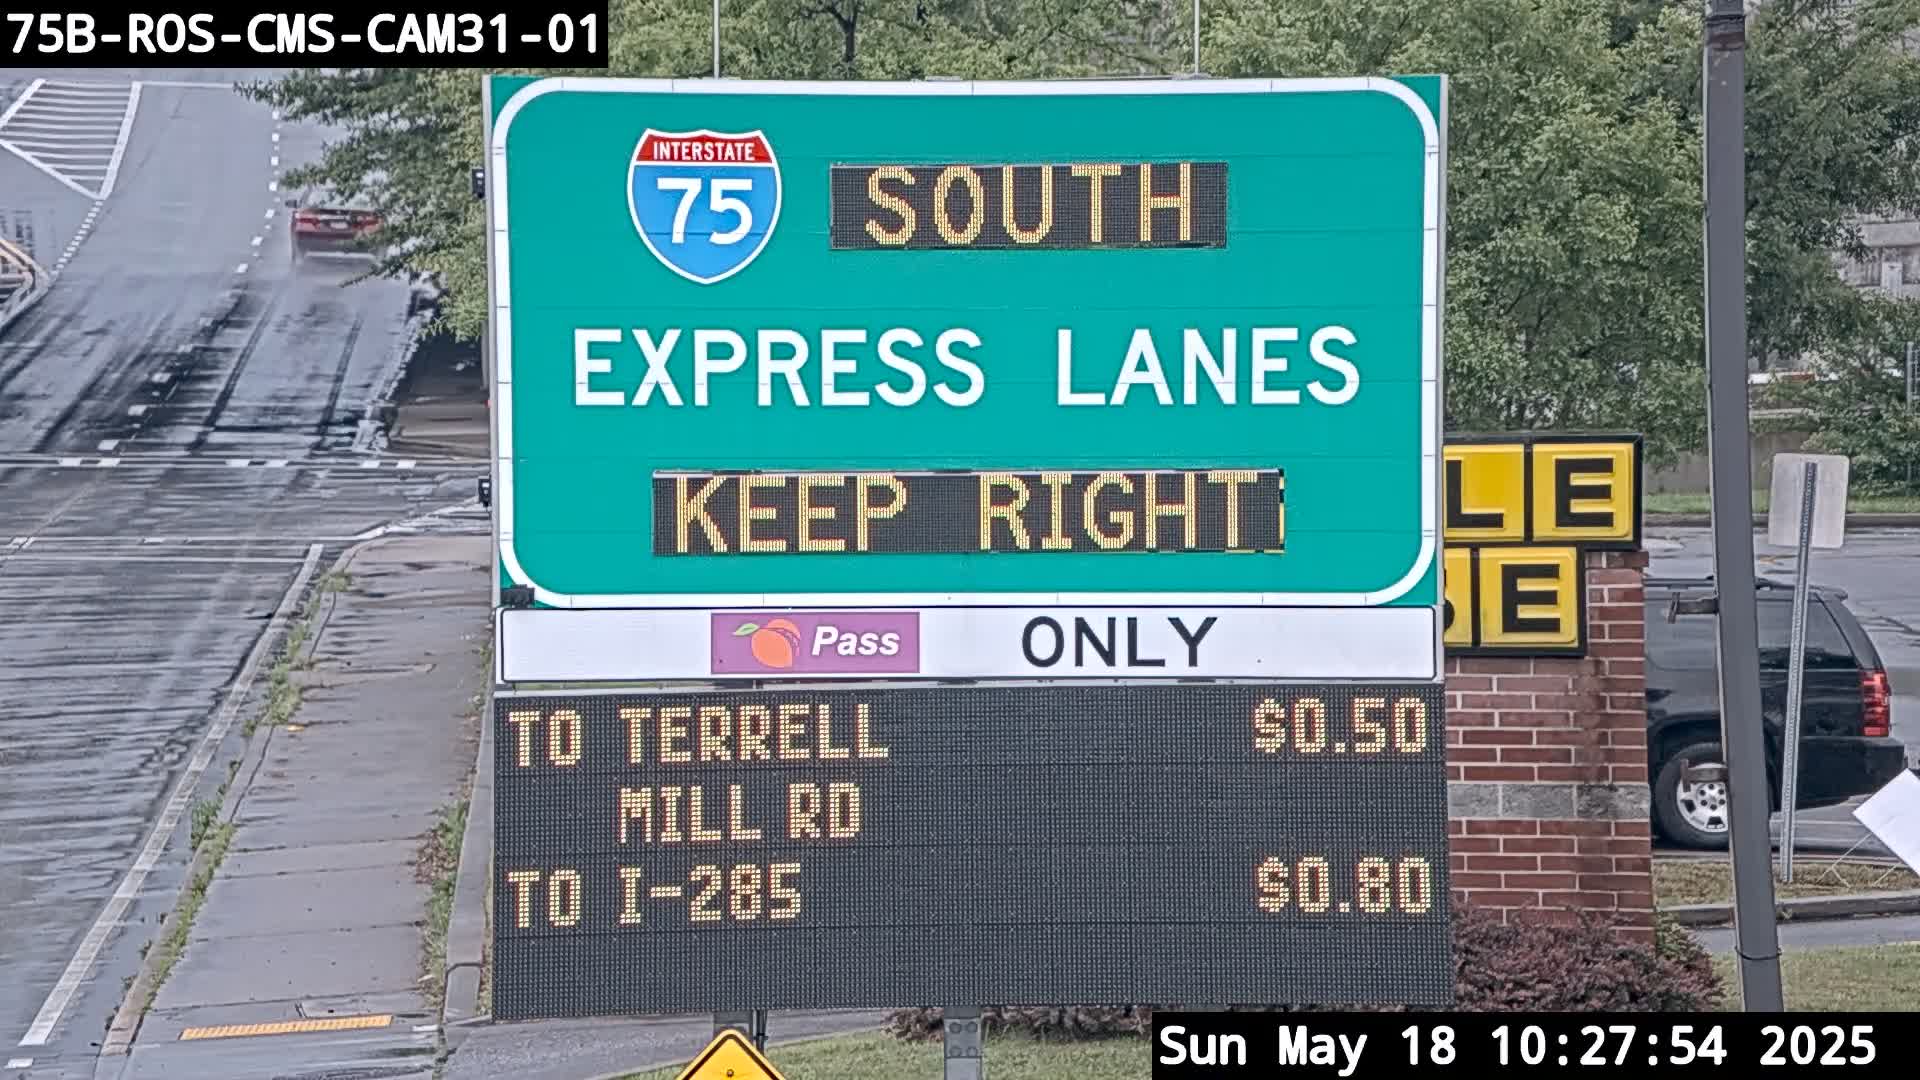 75B-ROS-CMS-CAM31-01
INTERSTATE
75
SOUTH
EXPRESS LANES
KEEP RIGHT
Pass ONLY
TO TERRELL $0.50
MILL RD
TO I-285 $0.80
LE
E
Sun May 18 10:27:54 2025